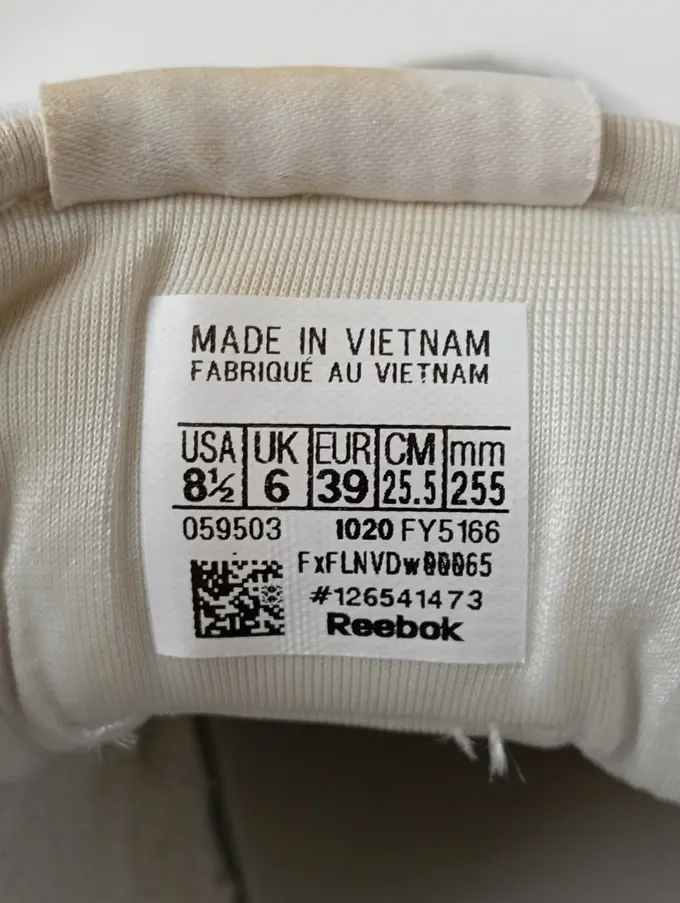 MADE IN VIETNAM
FABRIQUÉ AU VIETNAM
USA UK EUR CM mm
8½ 6 39 25.5 255
059503 1020 FY5166
FxFLNVDw00065
#126541473
Reebok